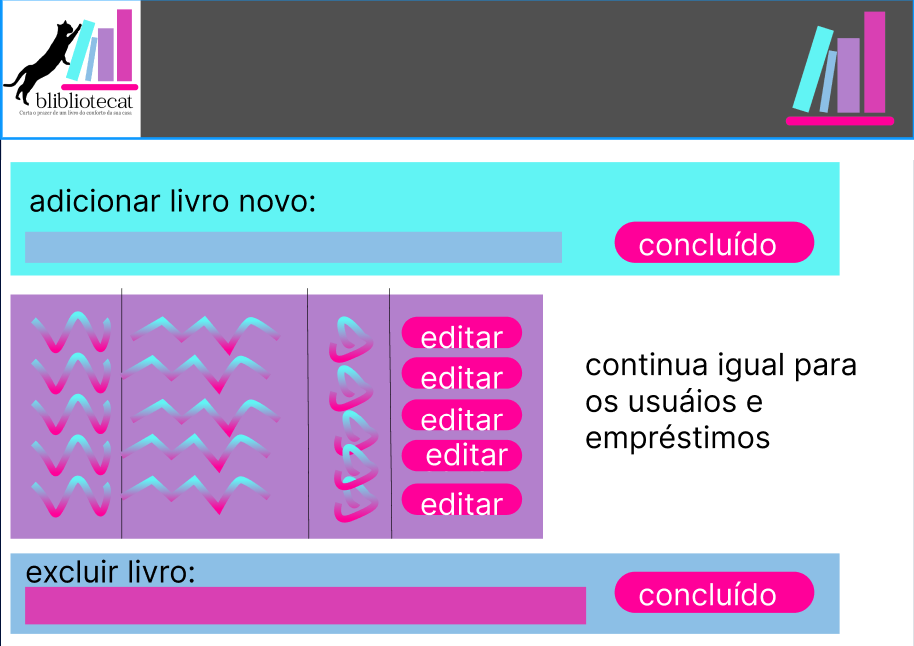 blibliotecat
Curta o prazer de um livro do conforto da sua casa
adicionar livro novo:
concluído
editar
editar
editar
editar
editar
continua igual para
os usuáios e
empréstimos
excluir livro:
concluído